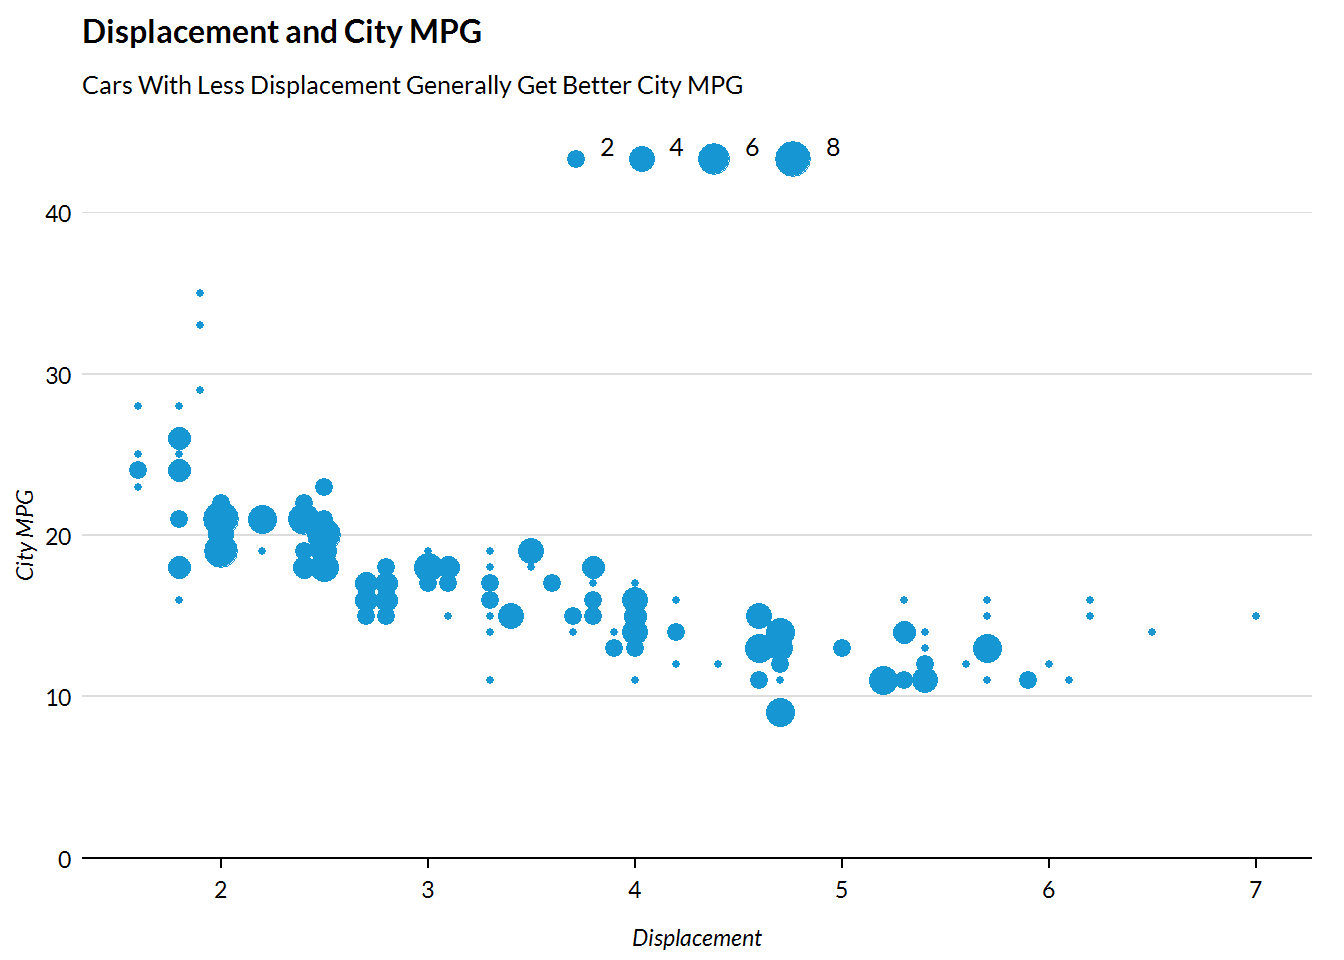 Displacement and City MPG
Cars With Less Displacement Generally Get Better City MPG
2 4 6 8
40
30
20
10
0
City MPG
2 3 4 5 6 7
Displacement